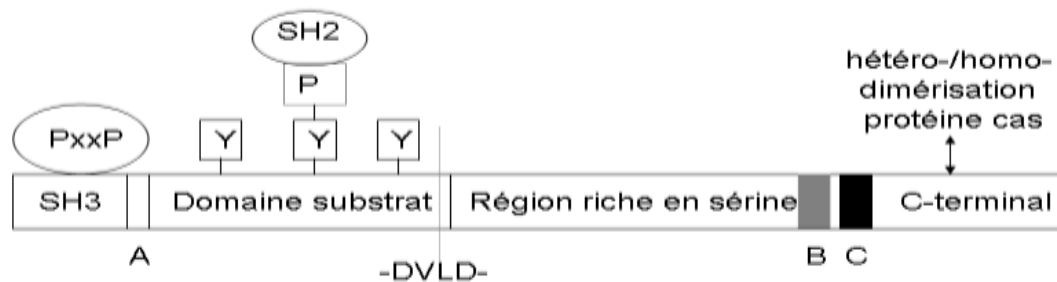 SH2
P
hétéro-/homo-
dimérisation
protéine cas
PxxP
Y Y Y
SH3 Domaine substrat Région riche en sérine C-terminal
A B C
-DVLD-